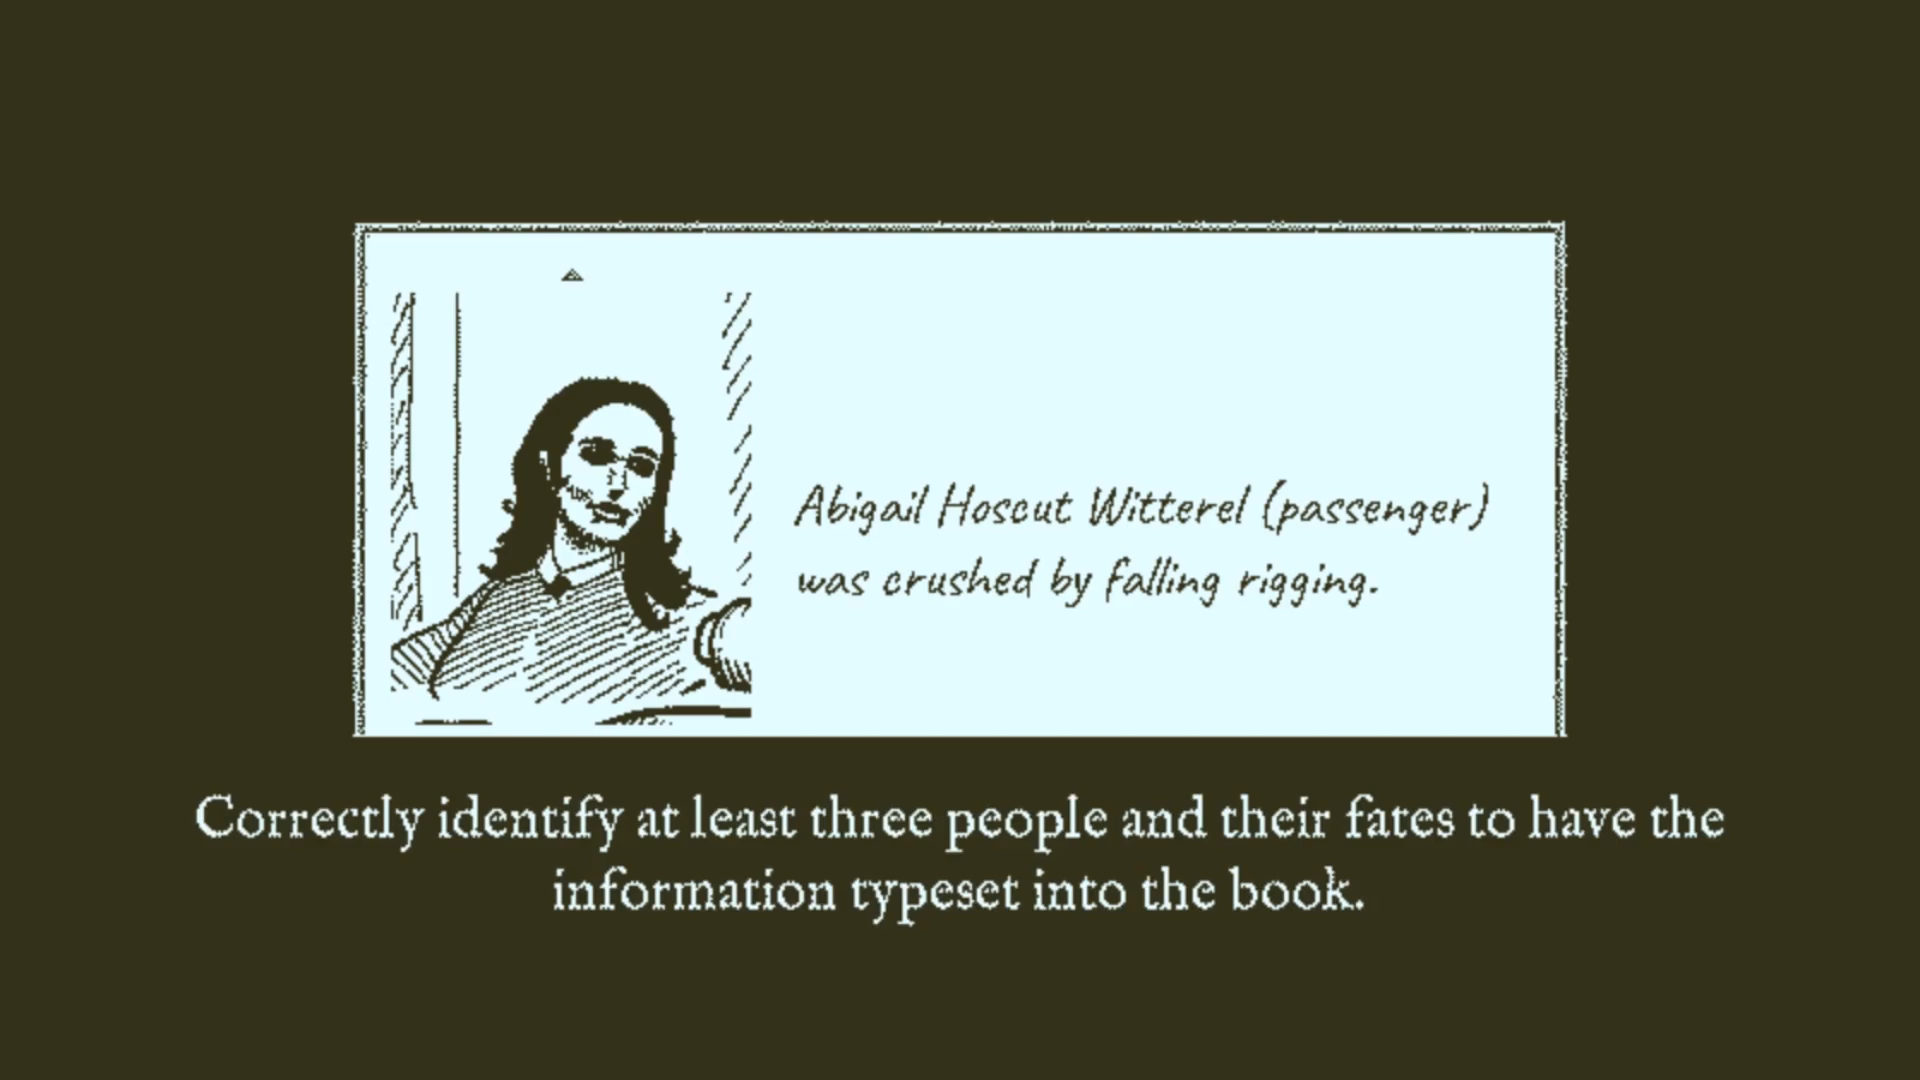 Abigail Hoscut Witterel (passenger)
was crushed by falling rigging.
Correctly identify at least three people and their fates to have the
information typeset into the book.